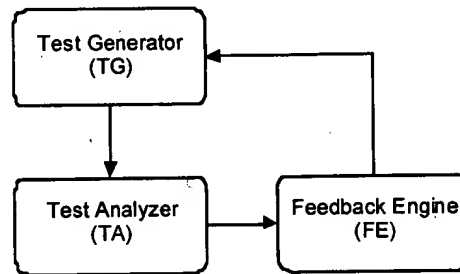 Test Generator
(TG)
Test Analyzer
(TA)
Feedback Engine
(FE)